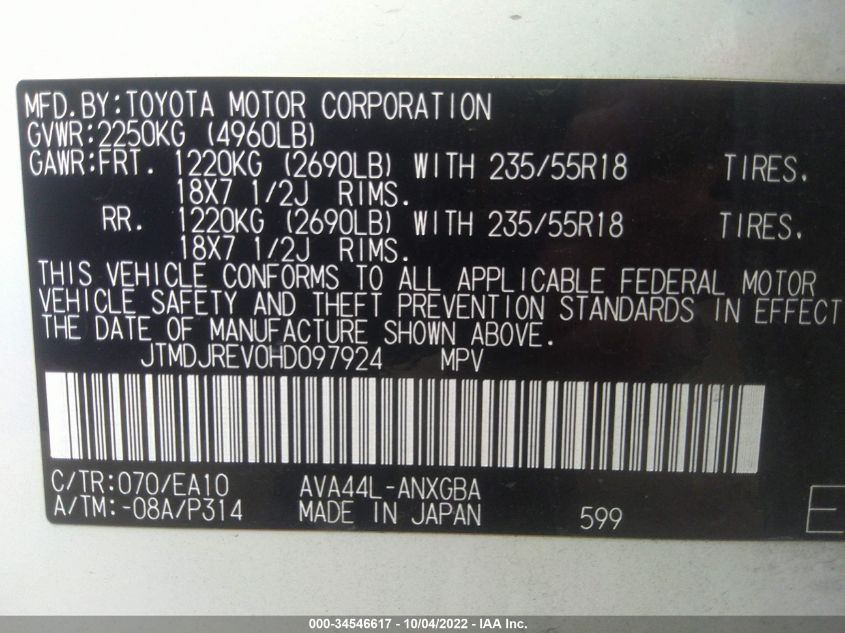 MFD.BY:TOYOTA MOTOR CORPORATION
GVWR:2250KG (4960LB)
GAWR:FRT. 1220KG (2690LB) WITH 235/55R18 TIRES.
18X7 1/2J RIMS.
RR. 1220KG (2690LB) WITH 235/55R18 TIRES.
18X7 1/2J RIMS.
THIS VEHICLE CONFORMS TO ALL APPLICABLE FEDERAL MOTOR
VEHICLE SAFETY AND THEFT PREVENTION STANDARDS IN EFFECT
THE DATE OF MANUFACTURE SHOWN ABOVE.
JTMDJREV0HD097924 MPV
C/TR:070/EA10 AVA44L-ANXGBA
A/TM:-08A/P314 MADE IN JAPAN 599
E
000-34546617 - 10/04/2022 - IAA Inc.